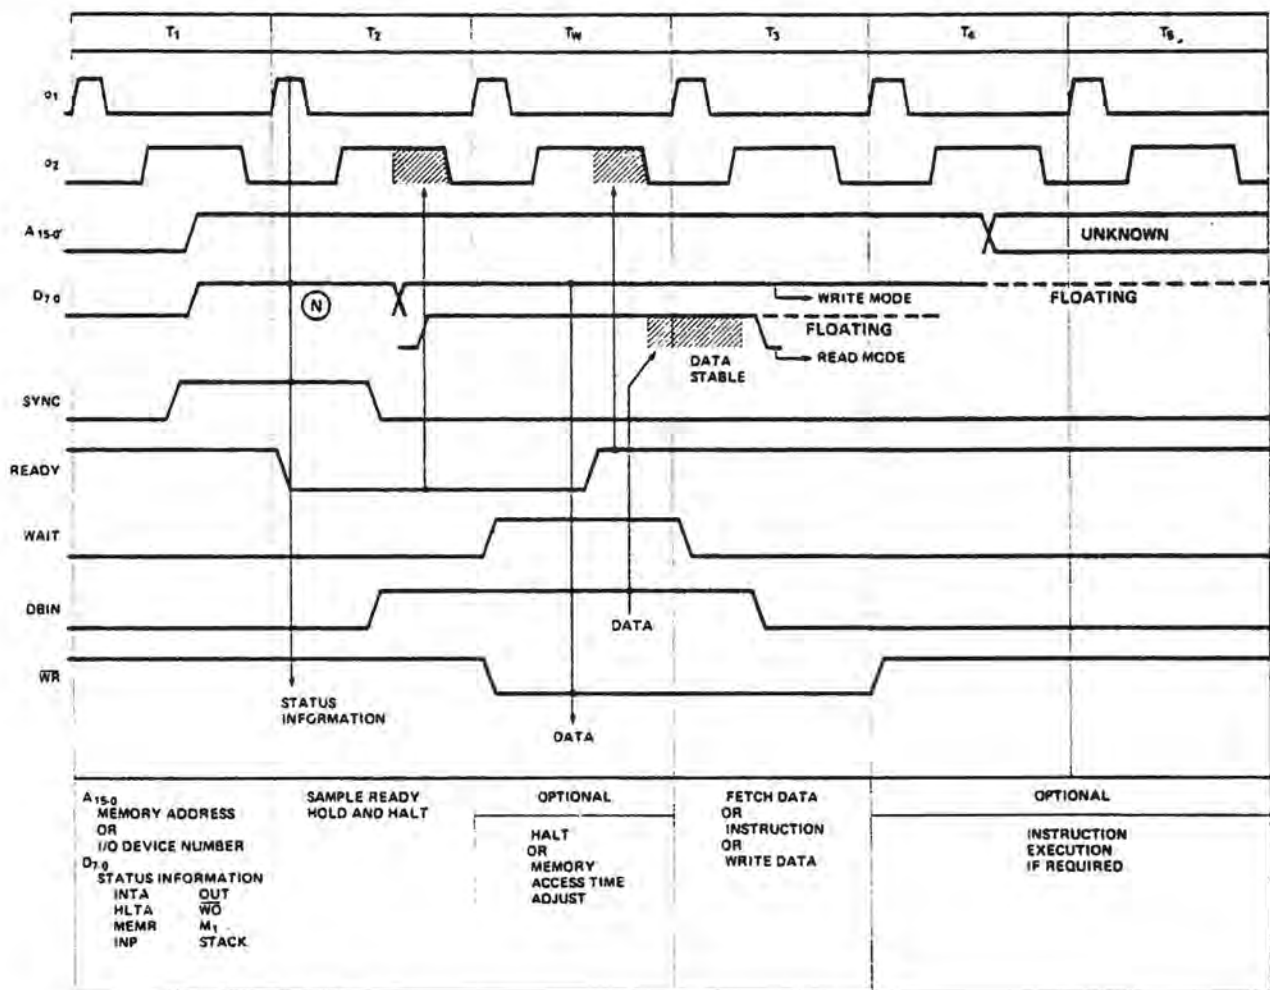 T1 T2 TW T3 T4 T5
ø1
ø2
A15-0 UNKNOWN
D7-0 N WRITE MODE FLOATING
FLOATING
READ MODE
DATA
STABLE
SYNC
READY
WAIT
DBIN
DATA
WR
STATUS
INFORMATION
DATA
A15-0
MEMORY ADDRESS
OR
I/O DEVICE NUMBER
D7-0
STATUS INFORMATION
INTA OUT
HLTA WO
MEMR M1
INP STACK
SAMPLE READY
HOLD AND HALT
OPTIONAL
HALT
OR
MEMORY
ACCESS TIME
ADJUST
FETCH DATA
OR
INSTRUCTION
OR
WRITE DATA
OPTIONAL
INSTRUCTION
EXECUTION
IF REQUIRED